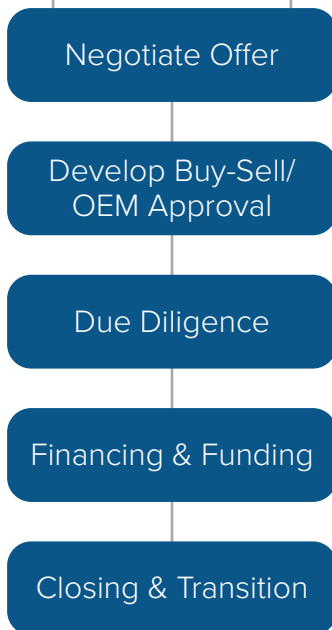 Negotiate Offer
Develop Buy-Sell/
OEM Approval
Due Diligence
Financing & Funding
Closing & Transition